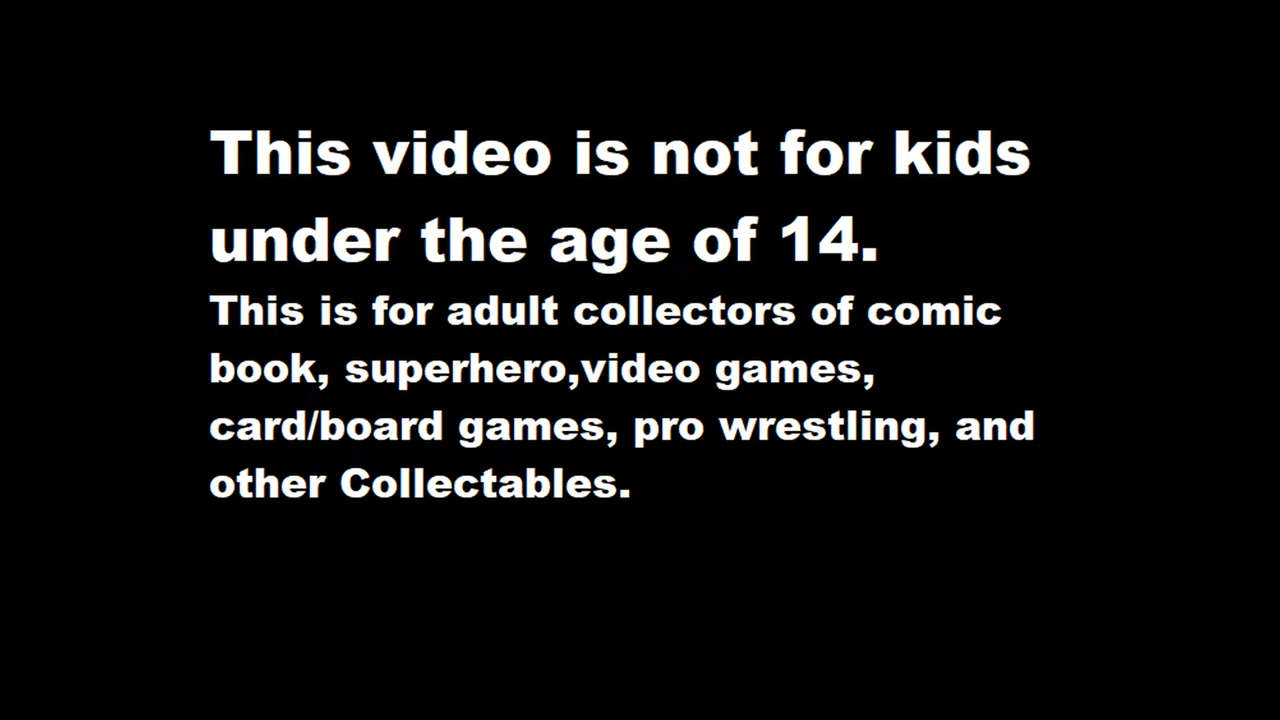 This video is not for kids
under the age of 14.
This is for adult collectors of comic
book, superhero,video games,
card/board games, pro wrestling, and
other Collectables.